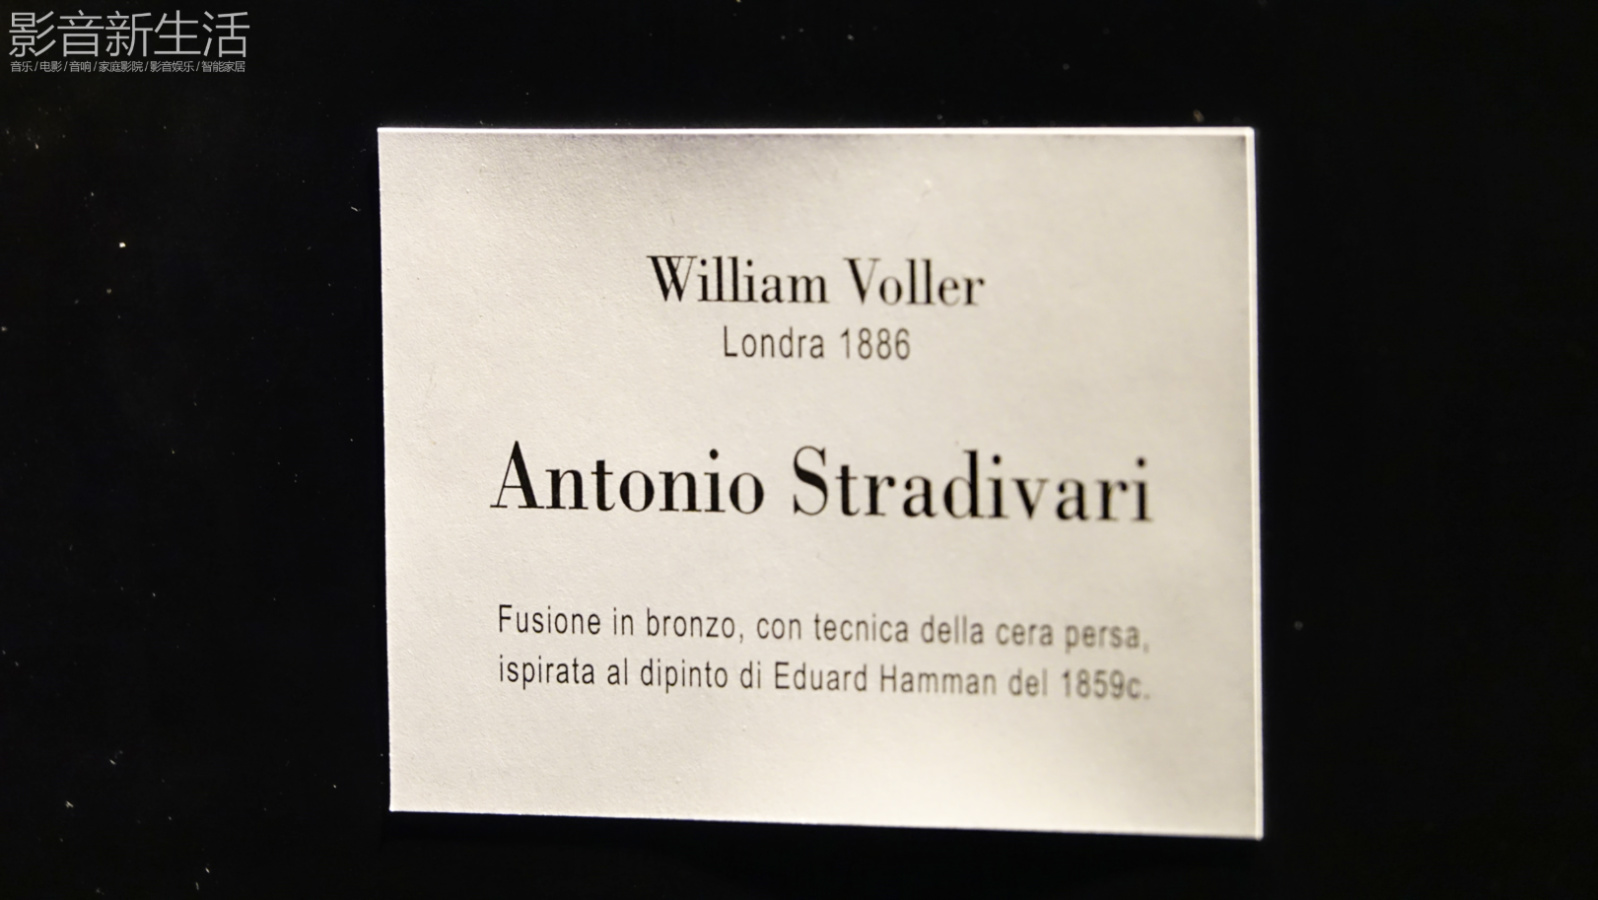 影音新生活
音乐/电影/音响/家庭影院/影音娱乐/智能家居
William Voller
Londra 1886
Antonio Stradivari
Fusione in bronzo, con tecnica della cera persa,
ispirata al dipinto di Eduard Hamman del 1859c.